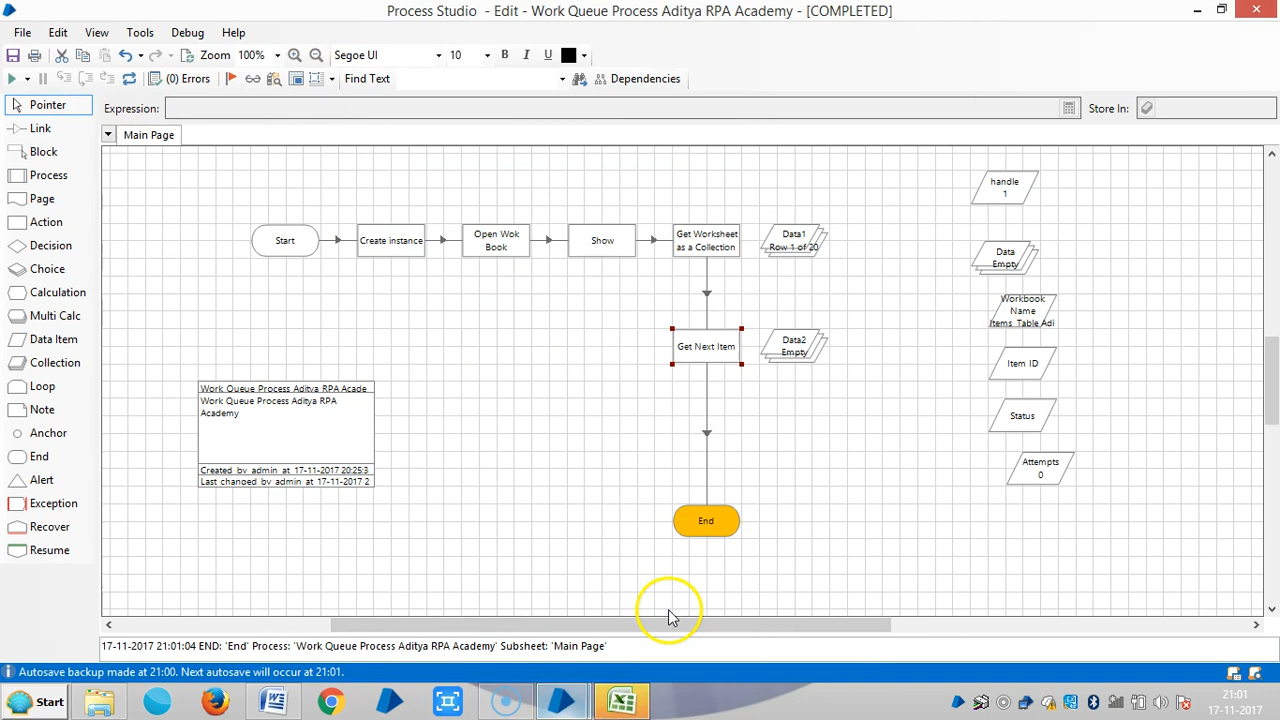 Process Studio - Edit - Work Queue Process Aditya RPA Academy - [COMPLETED]
File Edit View Tools Debug Help
Zoom 100% Segoe UI 10 B I U
(0) Errors Find Text Dependencies
Pointer
Expression:
Store In:
Link
Main Page
Block
Process
Page
Action
Decision
Choice
Calculation
Multi Calc
Data Item
Collection
Loop
Note
Anchor
End
Alert
Exception
Recover
Resume
handle
1
Start
Create instance
Open Wok
Book
Show
Get Worksheet
as a Collection
Data1
Row 1 of 20
Data
Empty
Workbook
Name
Items Table Adi
Get Next Item
Data2
Empty
Item ID
Work Queue Process Aditya RPA Acade
Work Queue Process Aditya RPA
Academy
Status
Created by admin at 17-11-2017 20:25:3
Last changed by admin at 17-11-2017 2
Attempts
0
End
17-11-2017 21:01:04 END: 'End' Process: 'Work Queue Process Aditya RPA Academy' Subsheet: 'Main Page'
Autosave backup made at 21:00. Next autosave will occur at 21:01.
Start
21:01
17-11-2017